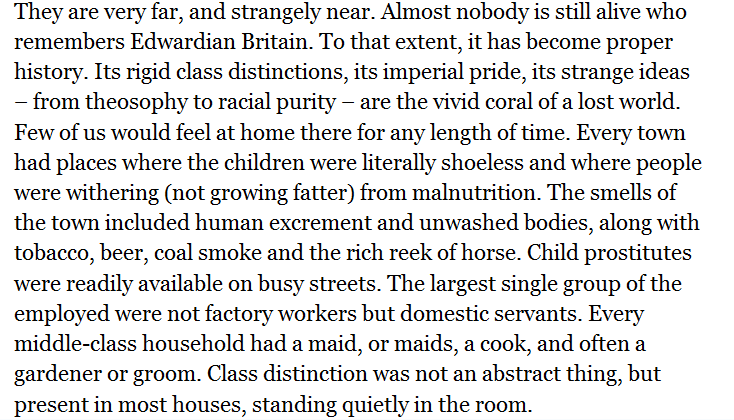 They are very far, and strangely near. Almost nobody is still alive who
remembers Edwardian Britain. To that extent, it has become proper
history. Its rigid class distinctions, its imperial pride, its strange ideas
– from theosophy to racial purity – are the vivid coral of a lost world.
Few of us would feel at home there for any length of time. Every town
had places where the children were literally shoeless and where people
were withering (not growing fatter) from malnutrition. The smells of
the town included human excrement and unwashed bodies, along with
tobacco, beer, coal smoke and the rich reek of horse. Child prostitutes
were readily available on busy streets. The largest single group of the
employed were not factory workers but domestic servants. Every
middle-class household had a maid, or maids, a cook, and often a
gardener or groom. Class distinction was not an abstract thing, but
present in most houses, standing quietly in the room.